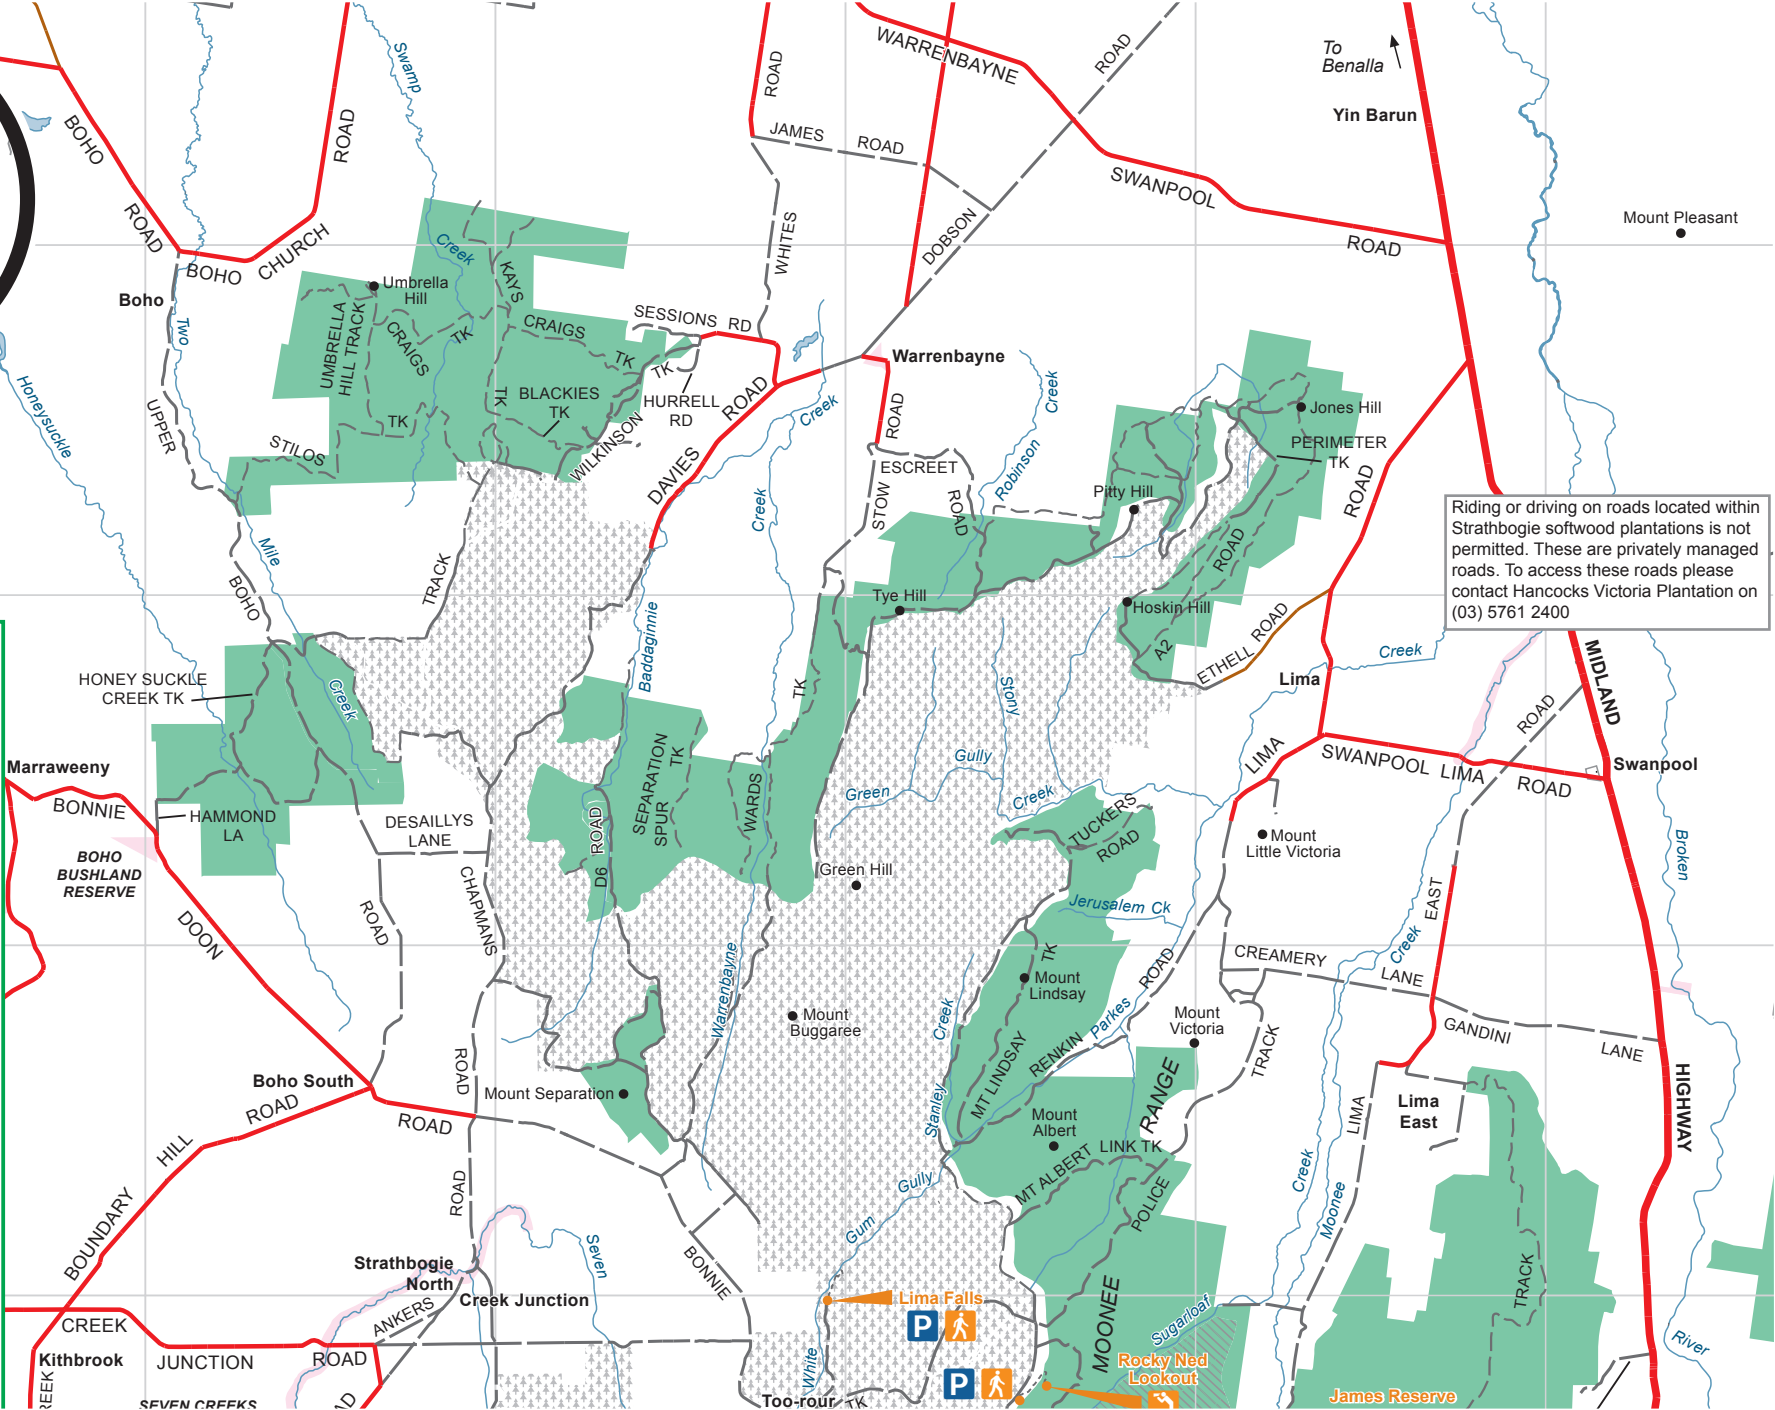 WARRENBAYNE
ROAD
To
Benalla
Yin Barun
Swamp
ROAD
BOHO
ROAD
ROAD
JAMES
ROAD
SWANPOOL
ROAD
Mount Pleasant
BOHO
CHURCH
Creek
KAYS
WHITES
DOBSON
Boho
Umbrella
Hill
UMBRELLA
HILL TRACK
CRAIGS
TK
CRAIGS
TK
SESSIONS RD
TK
HURRELL
RD
Warrenbayne
Two
Honeysuckle
UPPER
STILOS
TK
TK
BLACKIES
TK
WILKINSON
DAVIES
ROAD
Creek
ROAD
Creek
Robinson
Jones Hill
PERIMETER
TK
ROAD
ESCREET
ROAD
STOW
Creek
Pitty Hill
ROAD
Riding or driving on roads located within
Strathbogie softwood plantations is not
permitted. These are privately managed
roads. To access these roads please
contact Hancocks Victoria Plantation on
(03) 5761 2400
Mile
BOHO
TRACK
Tye Hill
Hoskin Hill
A2
ETHELL
ROAD
Baddaginnie
Creek
Lima
MIDLAND
HONEY SUCKLE
CREEK TK
Creek
TK
Stony
ROAD
SEPARATION
SPUR
TK
Gully
Green
Creek
LIMA
SWANPOOL
LIMA
ROAD
Swanpool
Marraweeny
BONNIE
HAMMOND
LA
DESAILLYS
LANE
ROAD
D6
WARDS
TUCKERS
ROAD
Mount
Little Victoria
Broken
BOHO
BUSHLAND
RESERVE
DOON
ROAD
CHAPMANS
Green Hill
Jerusalem Ck
EAST
Creek
CREAMERY
LANE
TK
Mount
Lindsay
ROAD
Parkes
Warrenbayne
Mount
Buggaree
Creek
Stanley
MT LINDSAY
RENKIN
Mount
Victoria
TRACK
GANDINI
LANE
Boho South
ROAD
ROAD
ROAD
Mount Separation
Mount
Albert
RANGE
LINK TK
MT ALBERT
LIMA
Lima
East
HIGHWAY
HILL
BOUNDARY
ROAD
Gully
Gum
POLICE
Creek
Moonee
Strathbogie
North
Creek Junction
Seven
BONNIE
Lima Falls
P
MOONEE
Sugarloaf
TRACK
ANKERS
CREEK
JUNCTION
ROAD
Kithbrook
P
Rocky Ned
Lookout
James Reserve
River
White
Too-rour
TK
SEVEN CREEKS